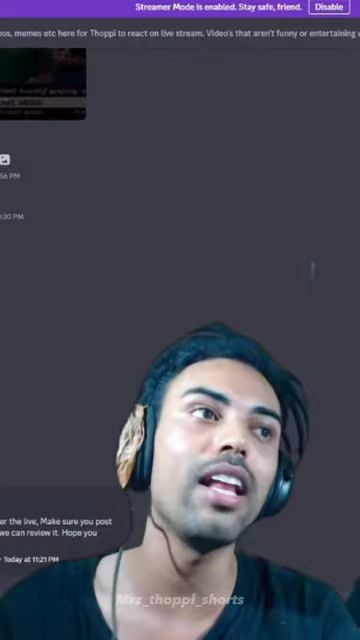 Streamer Mode is enabled. Stay safe, friend. Disable
os, memes etc here for Thoppi to react on live stream. Video's that aren't funny or entertaining w
:56 PM
:30 PM
er the live, Make sure you post
we can review it. Hope you
Today at 11:21 PM
Mrz_thoppi_shorts